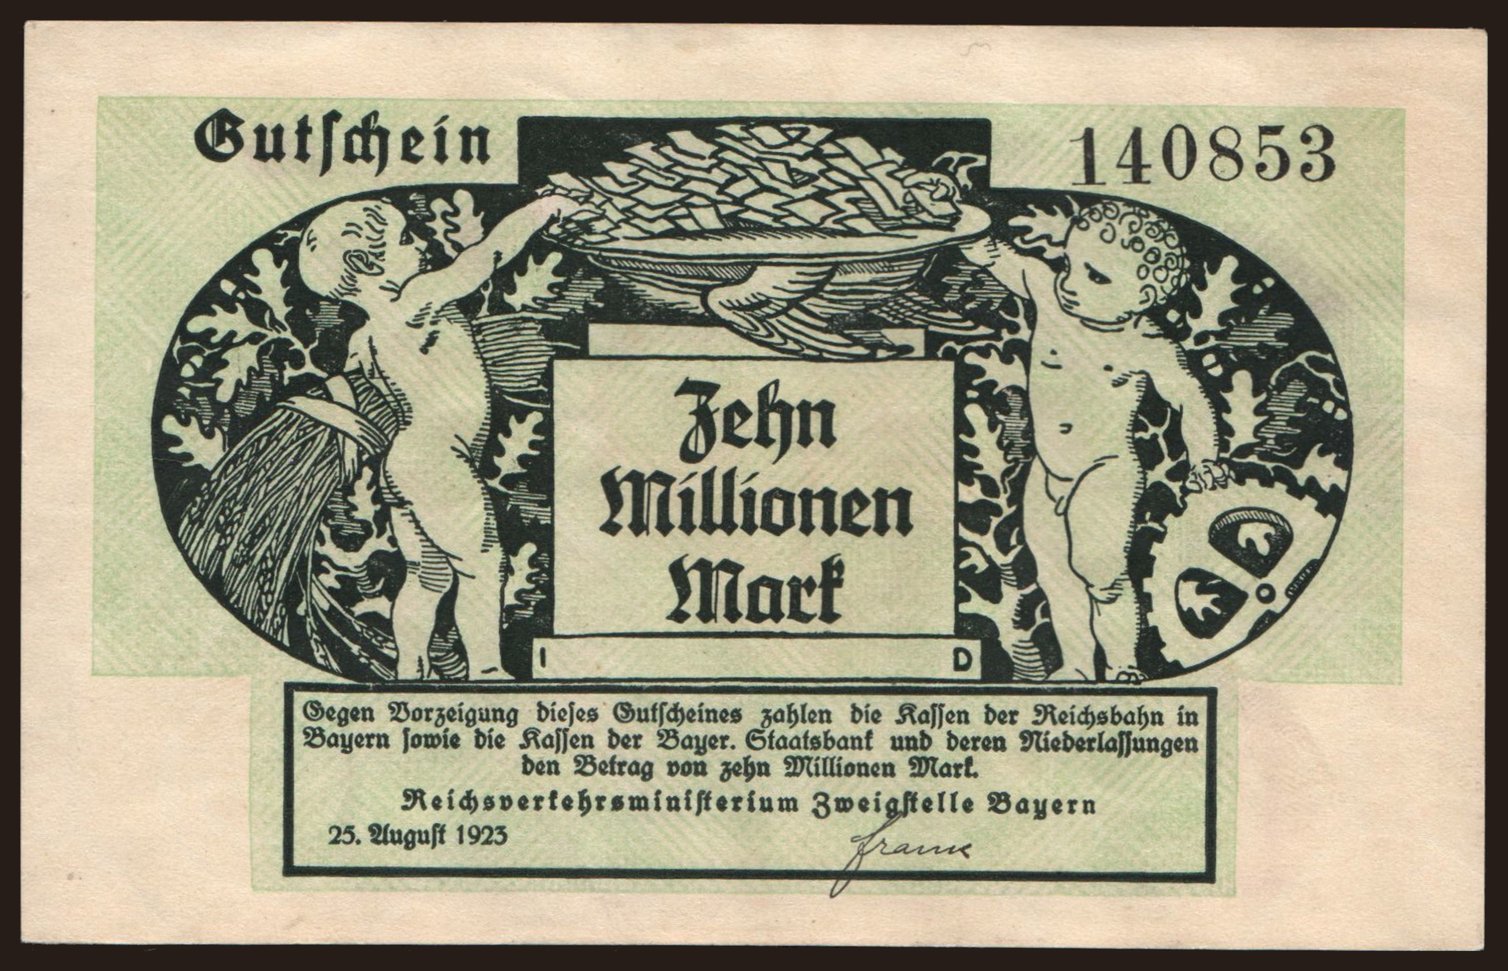 Gutschein
140853
Zehn
Millionen
Mark
I D
Gegen Vorzeigung dieses Gutscheines zahlen die Kassen der Reichsbahn in
Bayern sowie die Kassen der Bayer. Staatsbank und deren Niederlassungen
den Betrag von zehn Millionen Mark.
Reichsverkehrsministerium Zweigstelle Bayern
25. August 1923